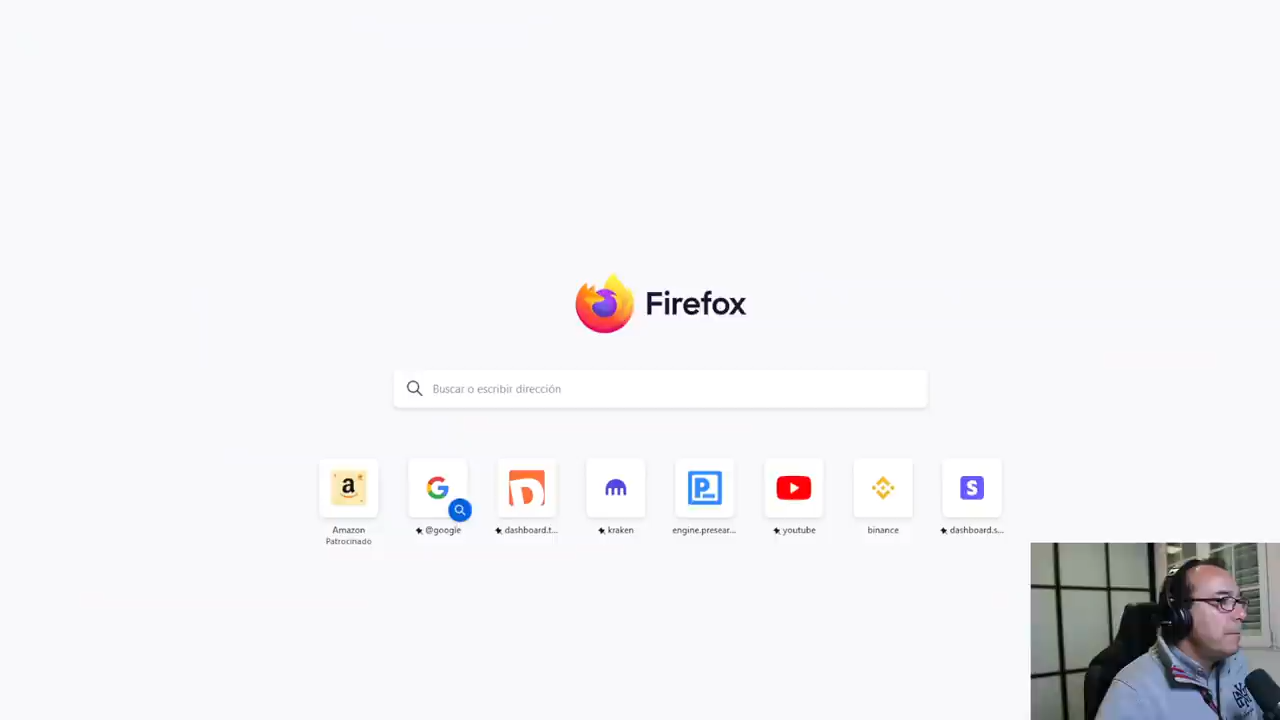 Firefox
Buscar o escribir dirección
Amazon
Patrocinado
@google
dashboard.t...
kraken
engine.presear...
youtube
binance
dashboard.s...